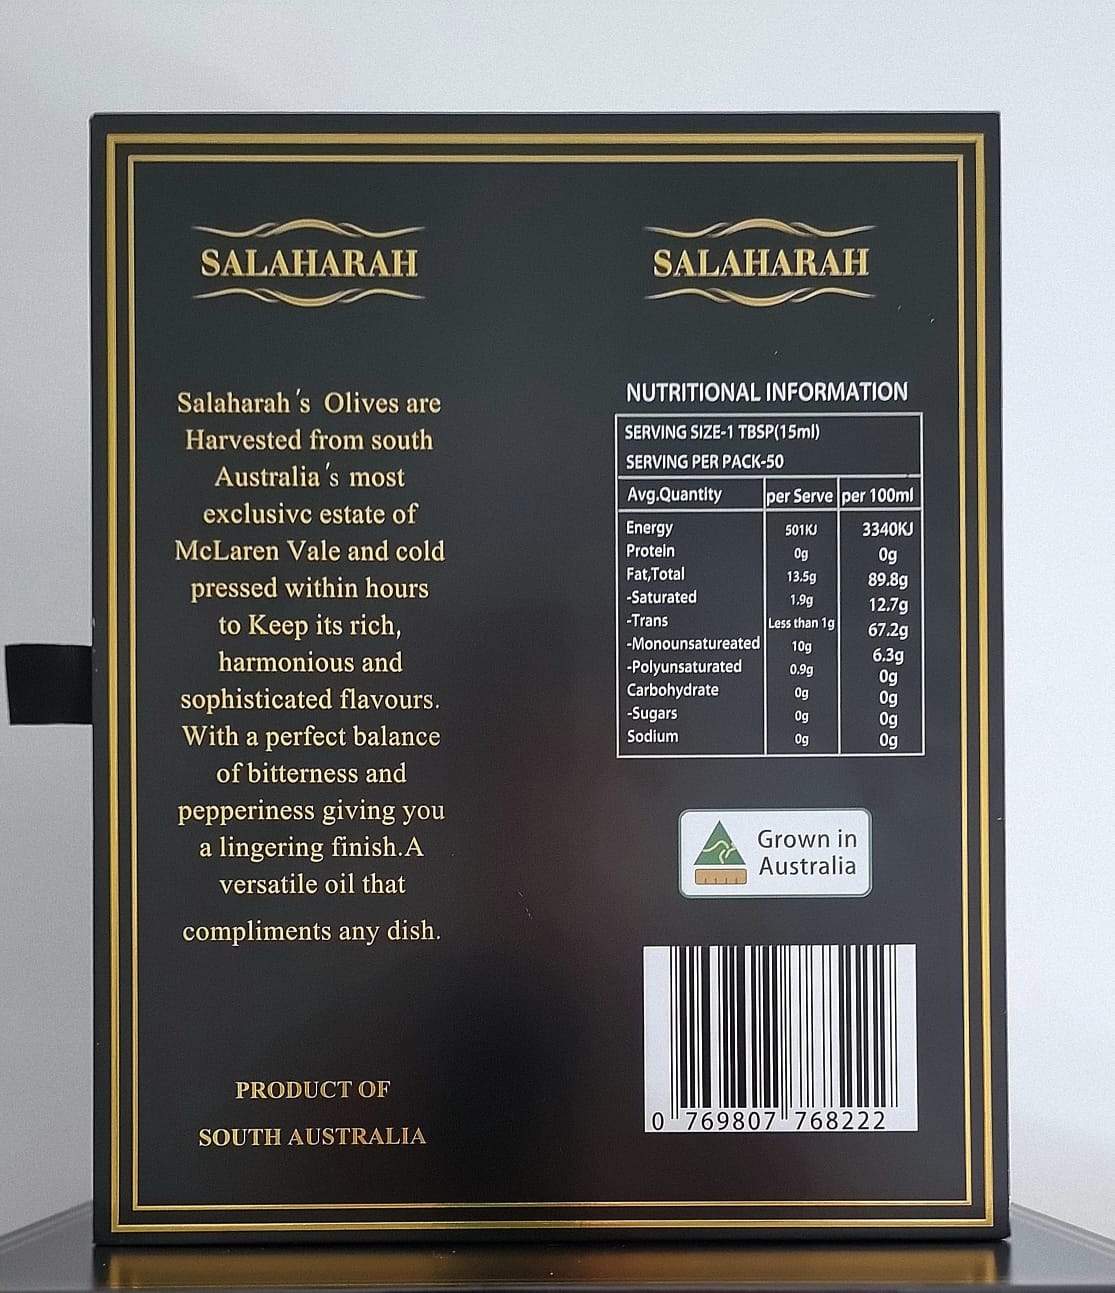 SALAHARAH
Salaharah's Olives are
Harvested from south
Australia's most
exclusivc estate of
McLaren Vale and cold
pressed within hours
to Keep its rich,
harmonious and
sophisticated flavours.
With a perfect balance
of bitterness and
pepperiness giving you
a lingering finish.A
versatile oil that
compliments any dish.
PRODUCT OF
SOUTH AUSTRALIA
SALAHARAH
NUTRITIONAL INFORMATION
SERVING SIZE-1 TBSP(15ml)
SERVING PER PACK-50
Avg.Quantity per Serve per 100ml
Energy 501KJ 3340KJ
Protein 0g 0g
Fat,Total 13.5g 89.8g
-Saturated 1.9g 12.7g
-Trans Less than 1g 67.2g
-Monounsatureated 10g 6.3g
-Polyunsaturated 0.9g 0g
Carbohydrate 0g 0g
-Sugars 0g 0g
Sodium 0g 0g
Grown in
Australia
0 769807 768222